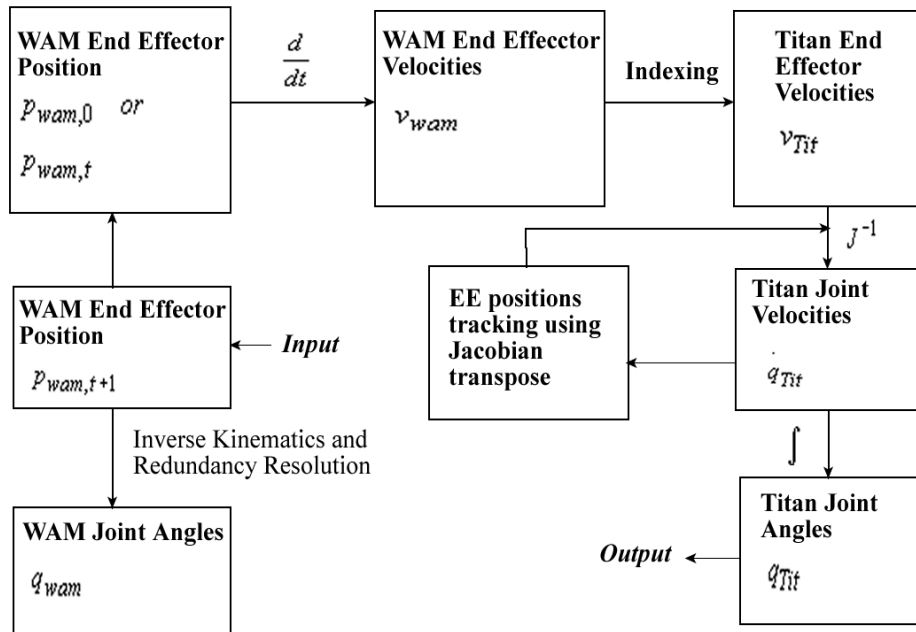 WAM End Effector
Position
p_wam,0 or
p_wam,t
d
dt
WAM End Effecctor
Velocities
v_wam
Indexing
Titan End
Effector
Velocities
v_Tit
J^-1
WAM End Effector
Position
p_wam,t+1
Input
EE positions
tracking using
Jacobian
transpose
Titan Joint
Velocities
q̇_Tit
Inverse Kinematics and
Redundancy Resolution
∫
WAM Joint Angles
q_wam
Output
Titan Joint
Angles
q_Tit